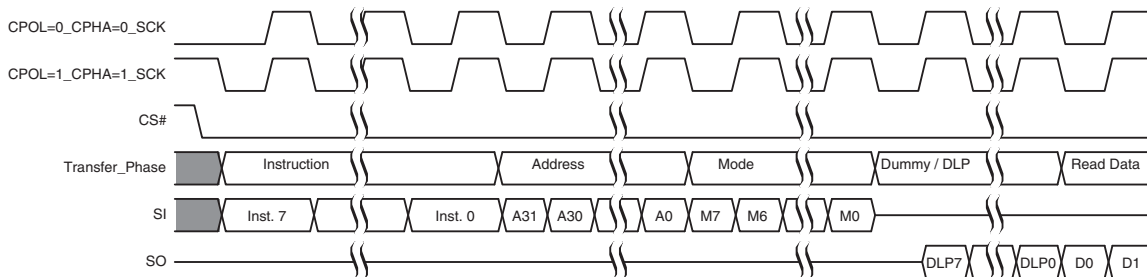 CPOL=0_CPHA=0_SCK
CPOL=1_CPHA=1_SCK
CS#
Transfer_Phase Instruction Address Mode Dummy / DLP Read Data
SI Inst. 7 Inst. 0 A31 A30 A0 M7 M6 M0
SO DLP7 DLP0 D0 D1